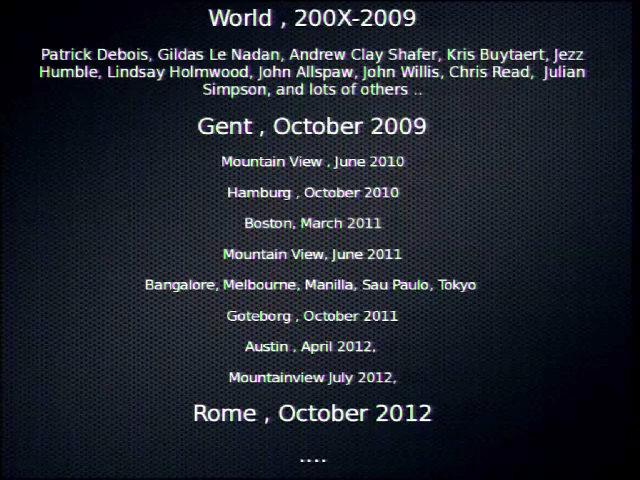 World , 200X-2009
Patrick Debois, Gildas Le Nadan, Andrew Clay Shafer, Kris Buytaert, Jezz
Humble, Lindsay Holmwood, John Allspaw, John Willis, Chris Read,  Julian
Simpson, and lots of others ..
Gent , October 2009
Mountain View , June 2010
Hamburg , October 2010
Boston, March 2011
Mountain View, June 2011
Bangalore, Melbourne, Manilla, Sau Paulo, Tokyo
Goteborg , October 2011
Austin , April 2012,
Mountainview July 2012,
Rome , October 2012
....